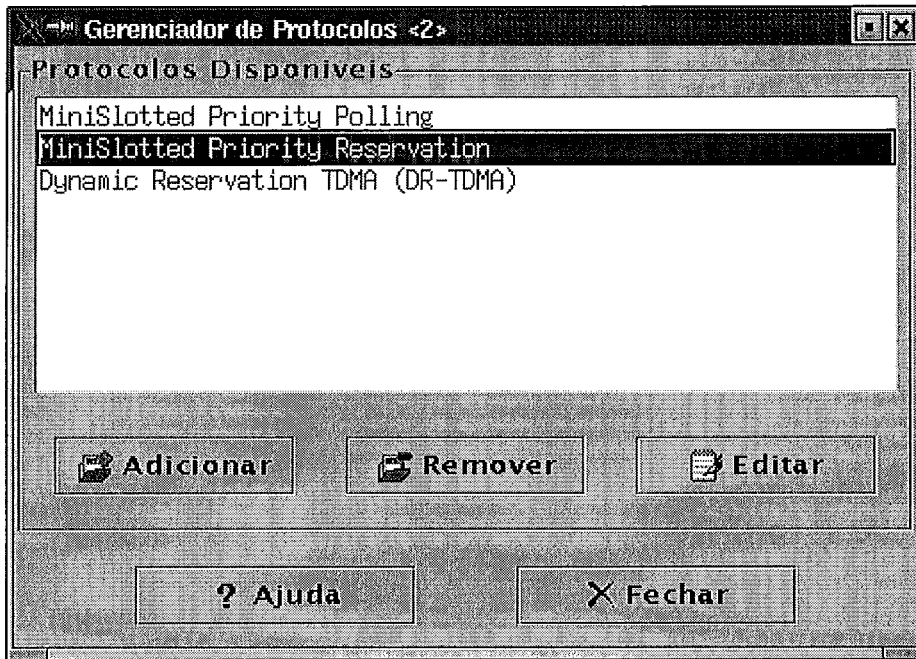 Gerenciador de Protocolos <2>
Protocolos Disponiveis
MiniSlotted Priority Polling
MiniSlotted Priority Reservation
Dynamic Reservation TDMA (DR-TDMA)
Adicionar Remover Editar
? Ajuda Fechar